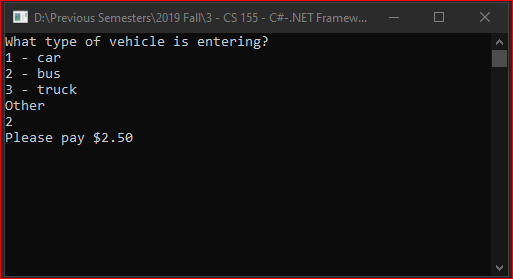 D:\Previous Semesters\2019 Fall\3 - CS 155 - C#-.NET Framew...
What type of vehicle is entering?
1 - car
2 - bus
3 - truck
Other
2
Please pay $2.50